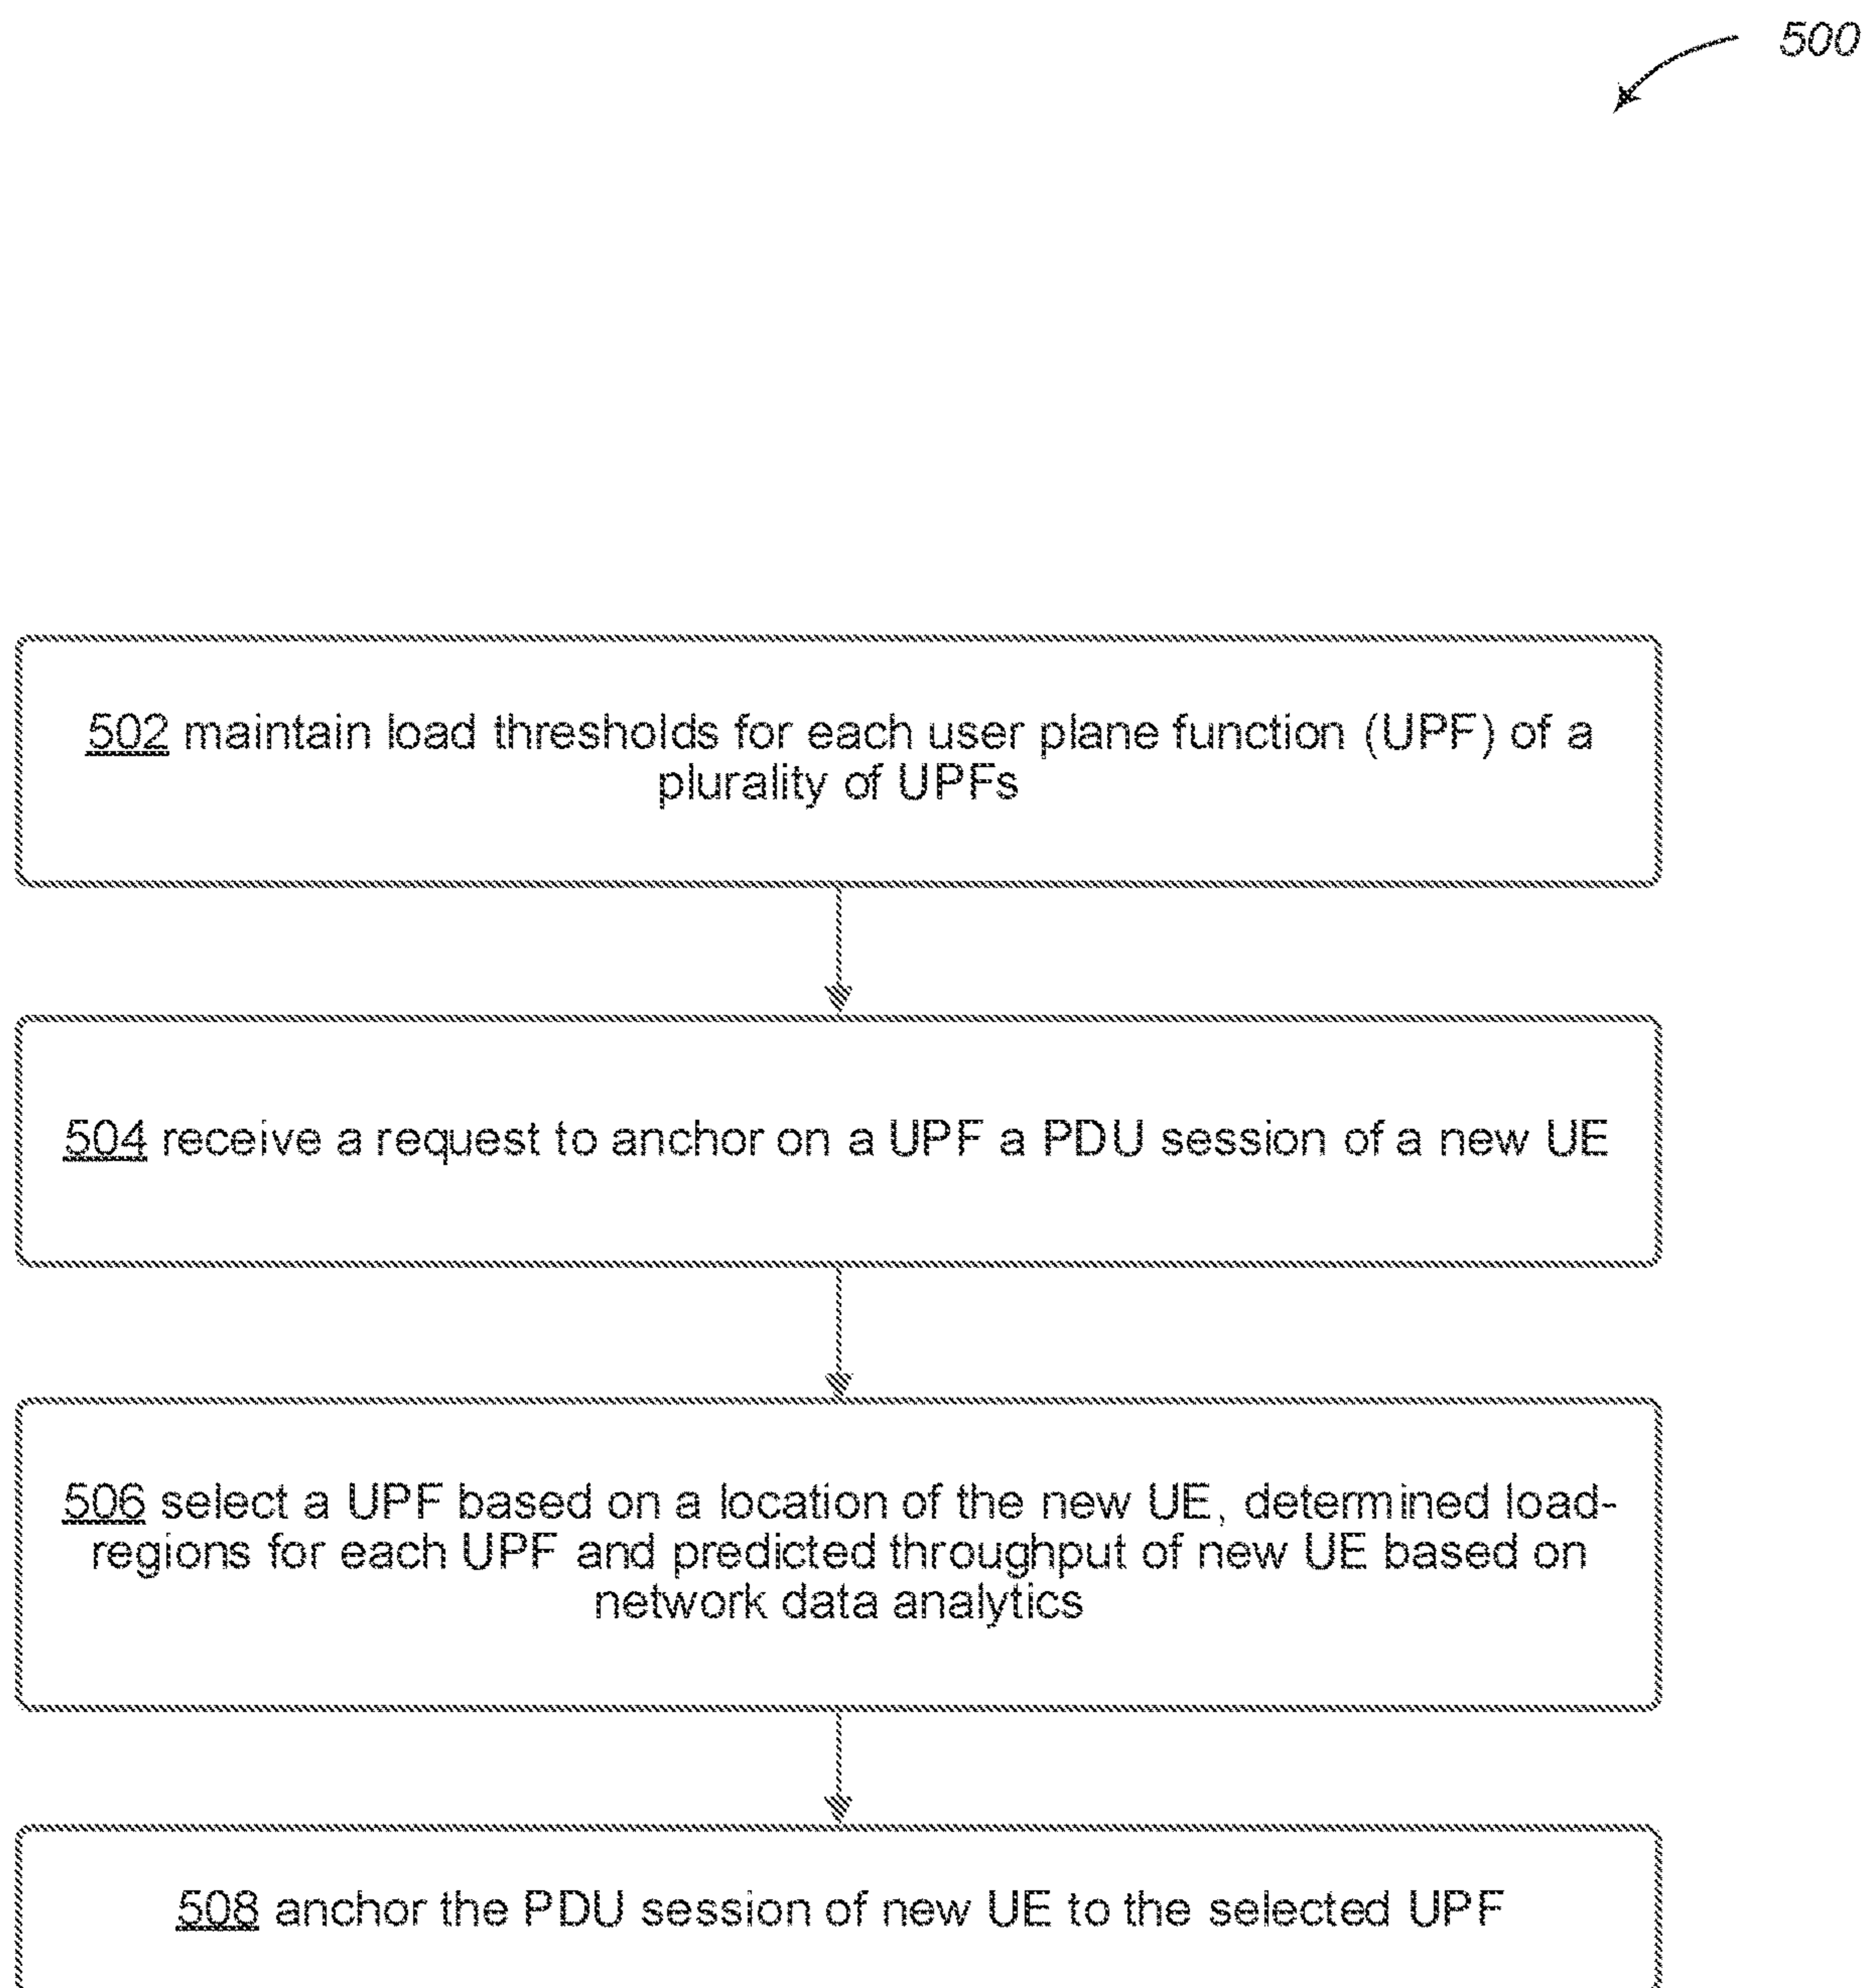 500
502 maintain load thresholds for each user plane function (UPF) of a
plurality of UPFs
504 receive a request to anchor on a UPF a PDU session of a new UE
506 select a UPF based on a location of the new UE, determined load-
regions for each UPF and predicted throughput of new UE based on
network data analytics
508 anchor the PDU session of new UE to the selected UPF